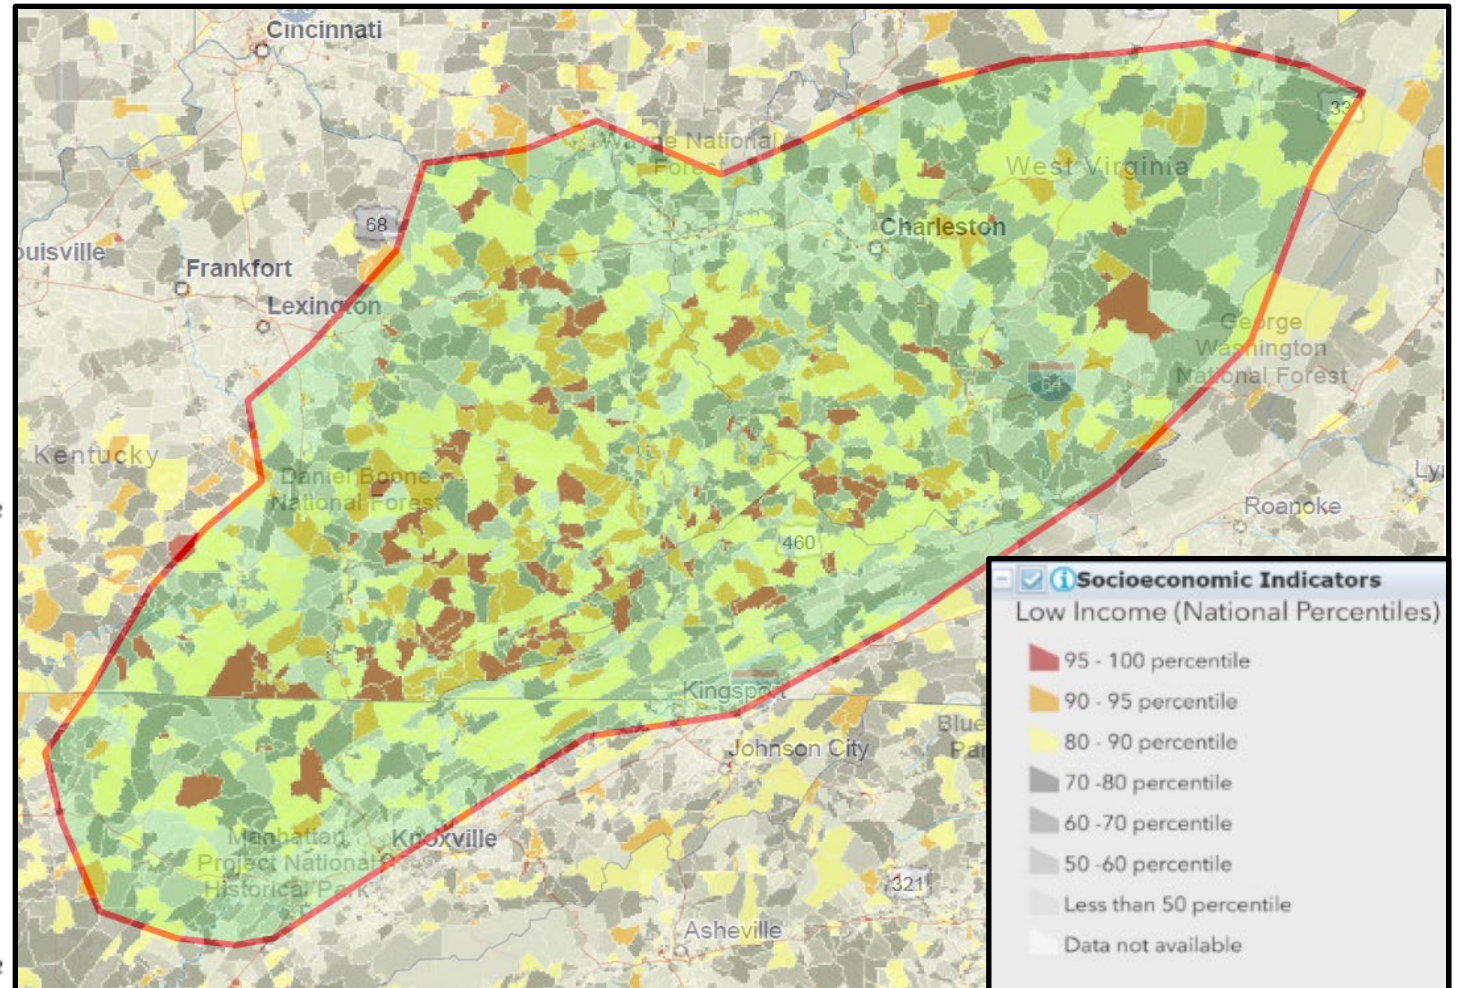 Cincinnati
33
Wayne National
Forest
West Virginia
68
Charleston
ouisville
Frankfort
Lexington
George
Washington
National Forest
64
Kentucky
Daniel Boone
National Forest
Roanoke
460
Kingsport
Johnson City
Blue
Manhattan
Project National
Historical Park
Knoxville
321
Asheville
Socioeconomic Indicators
Low Income (National Percentiles)
95 - 100 percentile
90 - 95 percentile
80 - 90 percentile
70 -80 percentile
60 -70 percentile
50 -60 percentile
Less than 50 percentile
Data not available